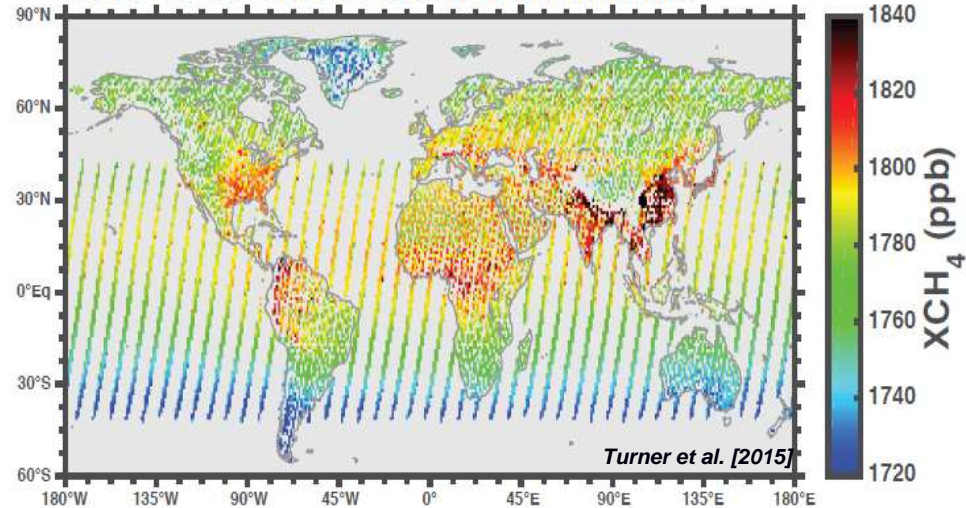 90°N
60°N
30°N
0°Eq
30°S
60°S
180°W 135°W 90°W 45°W 0° 45°E 90°E 135°E 180°E
Turner et al. [2015]
1840
1820
1800
1780
1760
1740
1720
XCH₄ (ppb)